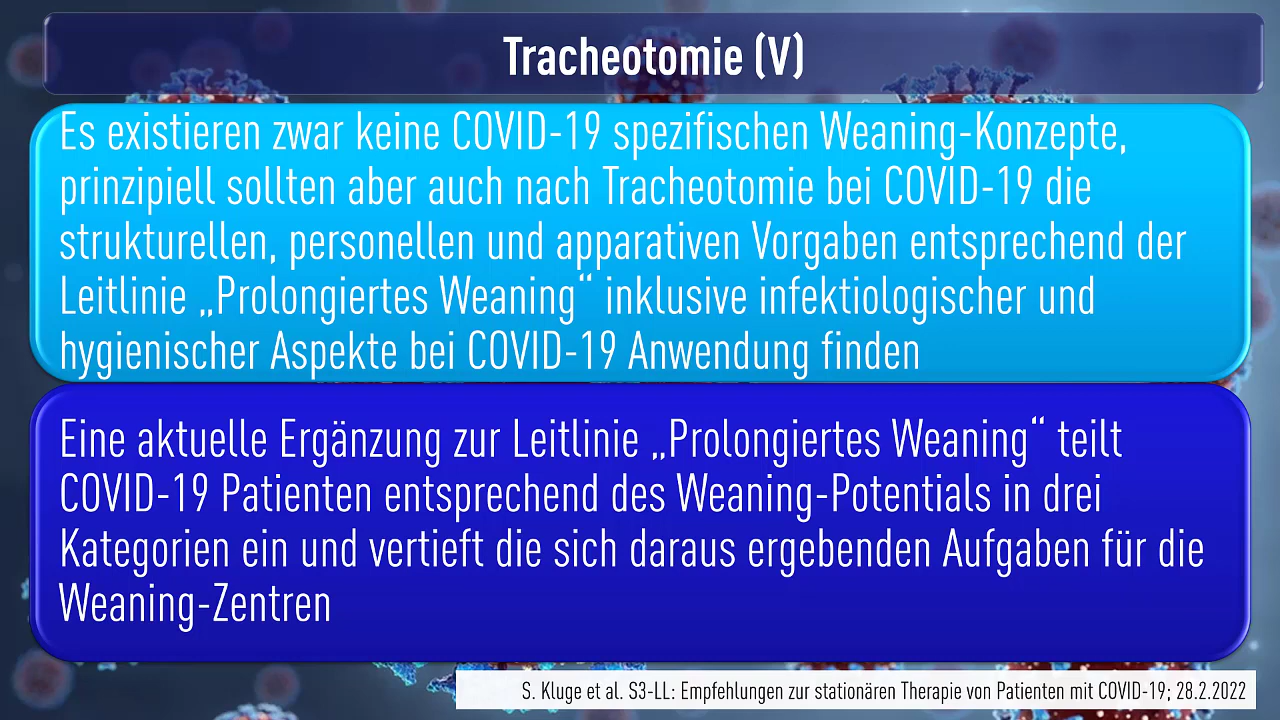 Tracheotomie (V)
Es existieren zwar keine COVID-19 spezifischen Weaning-Konzepte,
prinzipiell sollten aber auch nach Tracheotomie bei COVID-19 die
strukturellen, personellen und apparativen Vorgaben entsprechend der
Leitlinie „Prolongiertes Weaning“ inklusive infektiologischer und
hygienischer Aspekte bei COVID-19 Anwendung finden
Eine aktuelle Ergänzung zur Leitlinie „Prolongiertes Weaning“ teilt
COVID-19 Patienten entsprechend des Weaning-Potentials in drei
Kategorien ein und vertieft die sich daraus ergebenden Aufgaben für die
Weaning-Zentren
S. Kluge et al. S3-LL: Empfehlungen zur stationären Therapie von Patienten mit COVID-19; 28.2.2022